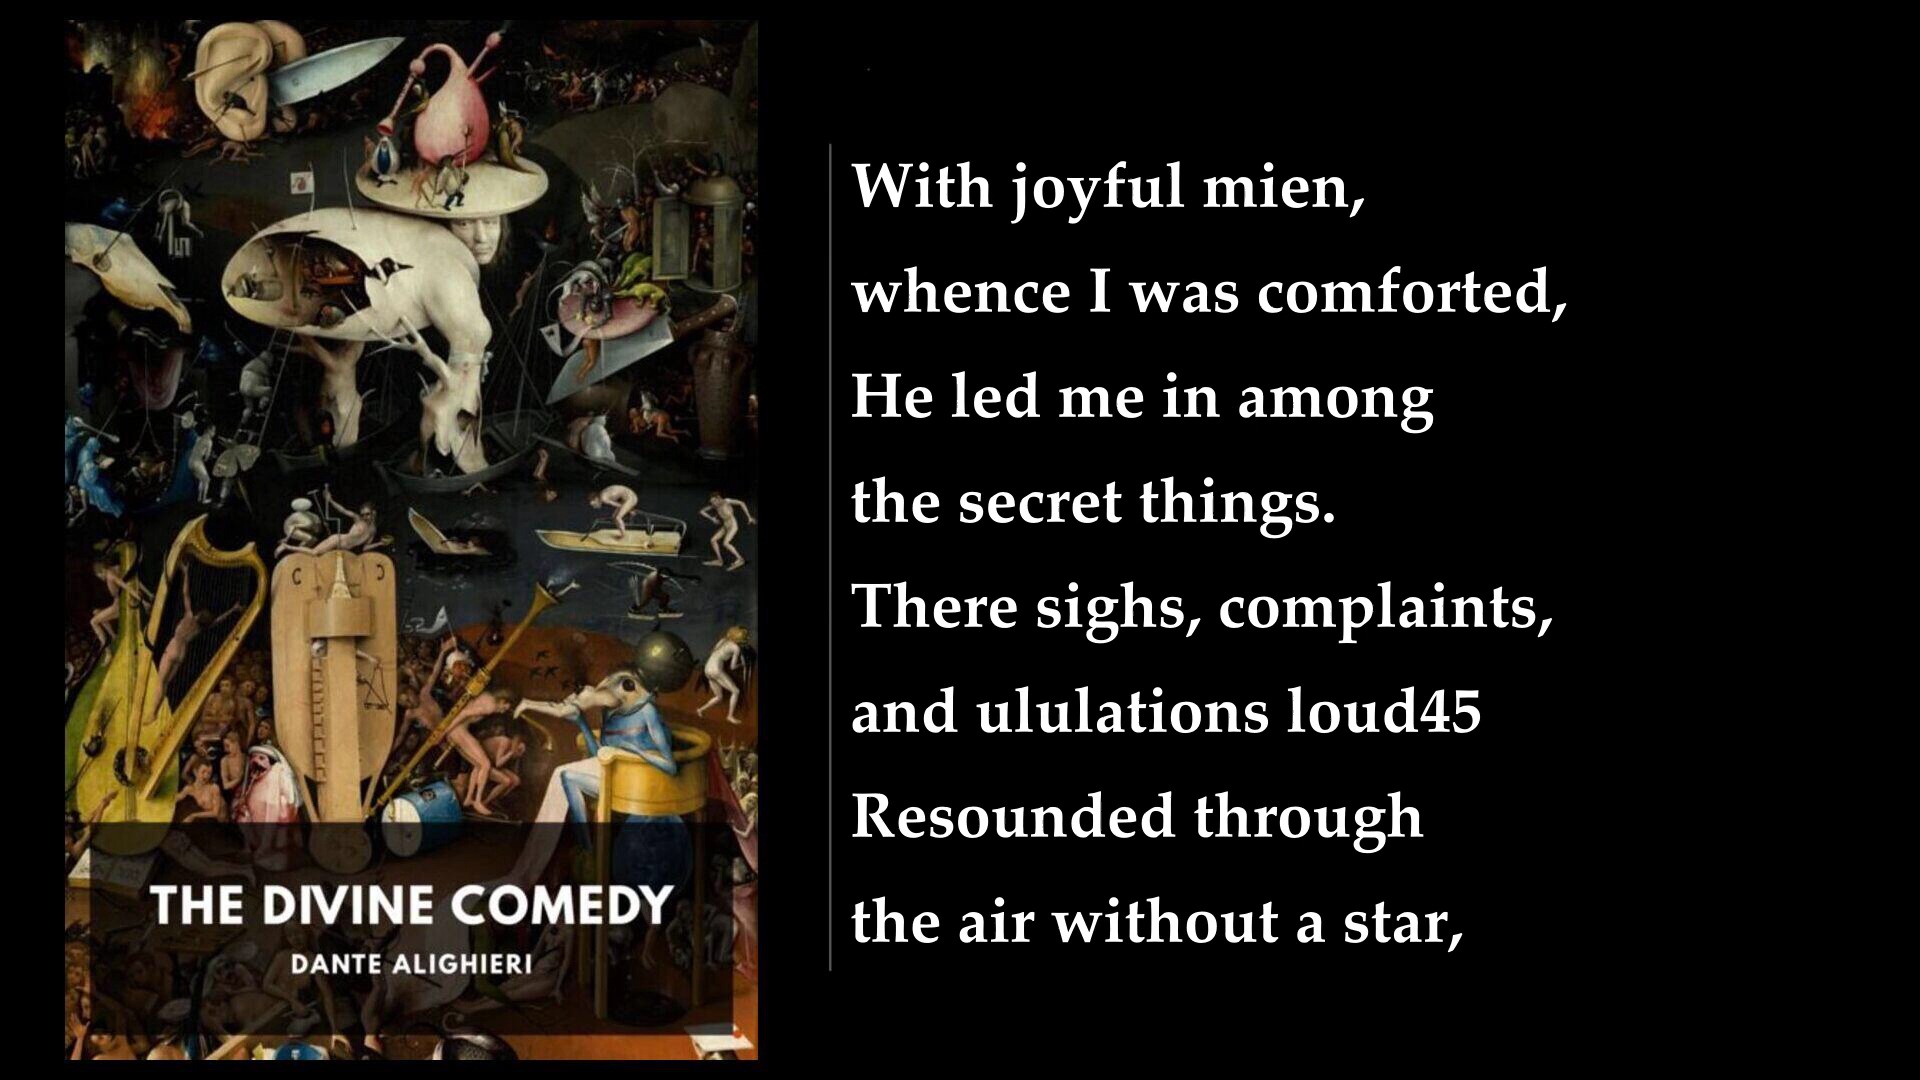 THE DIVINE COMEDY
DANTE ALIGHIERI
With joyful mien,
whence I was comforted,
He led me in among
the secret things.
There sighs, complaints,
and ululations loud45
Resounded through
the air without a star,